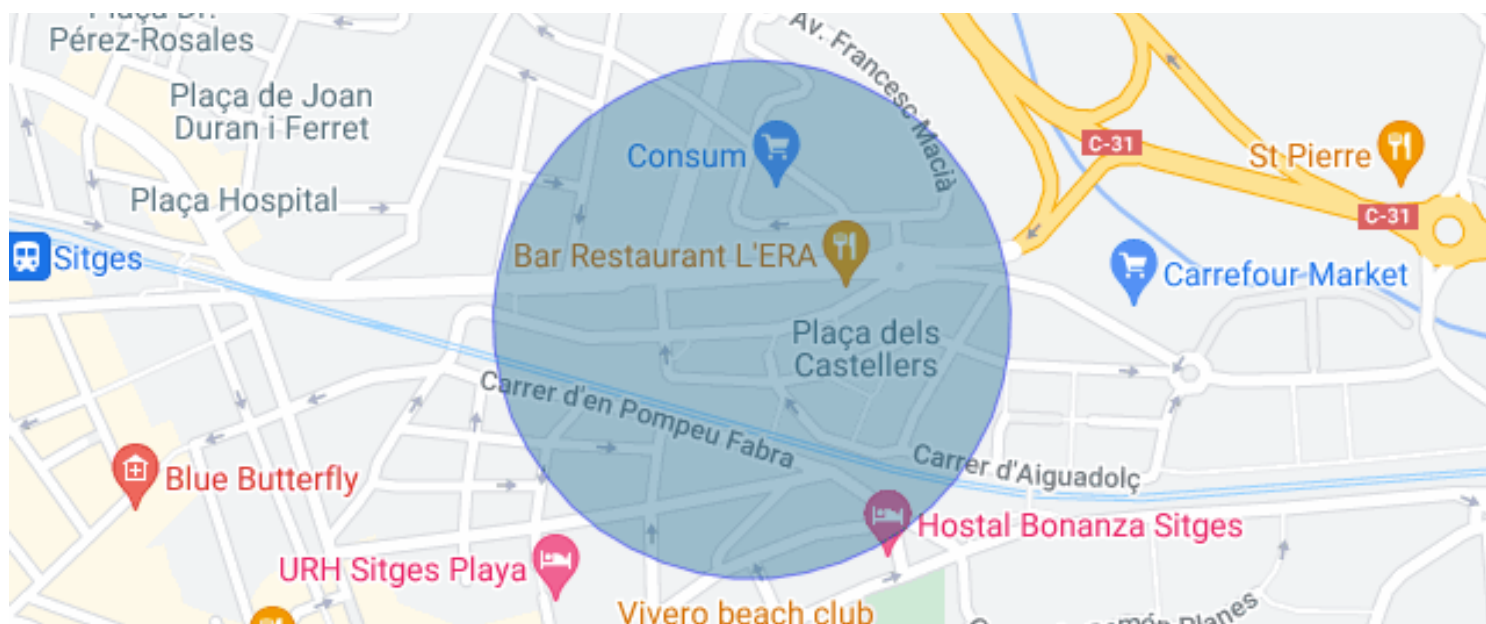 Plaça Dr.
Pérez-Rosales
Av. Francesc Macià
Plaça de Joan
Duran i Ferret
Consum
C-31
St Pierre
Plaça Hospital
C-31
Sitges
Bar Restaurant L'ERA
Carrefour Market
Plaça dels
Castellers
Carrer d'en Pompeu Fabra
Carrer d'Aiguadolç
Blue Butterfly
Hostal Bonanza Sitges
URH Sitges Playa
Vivero beach club
Planes